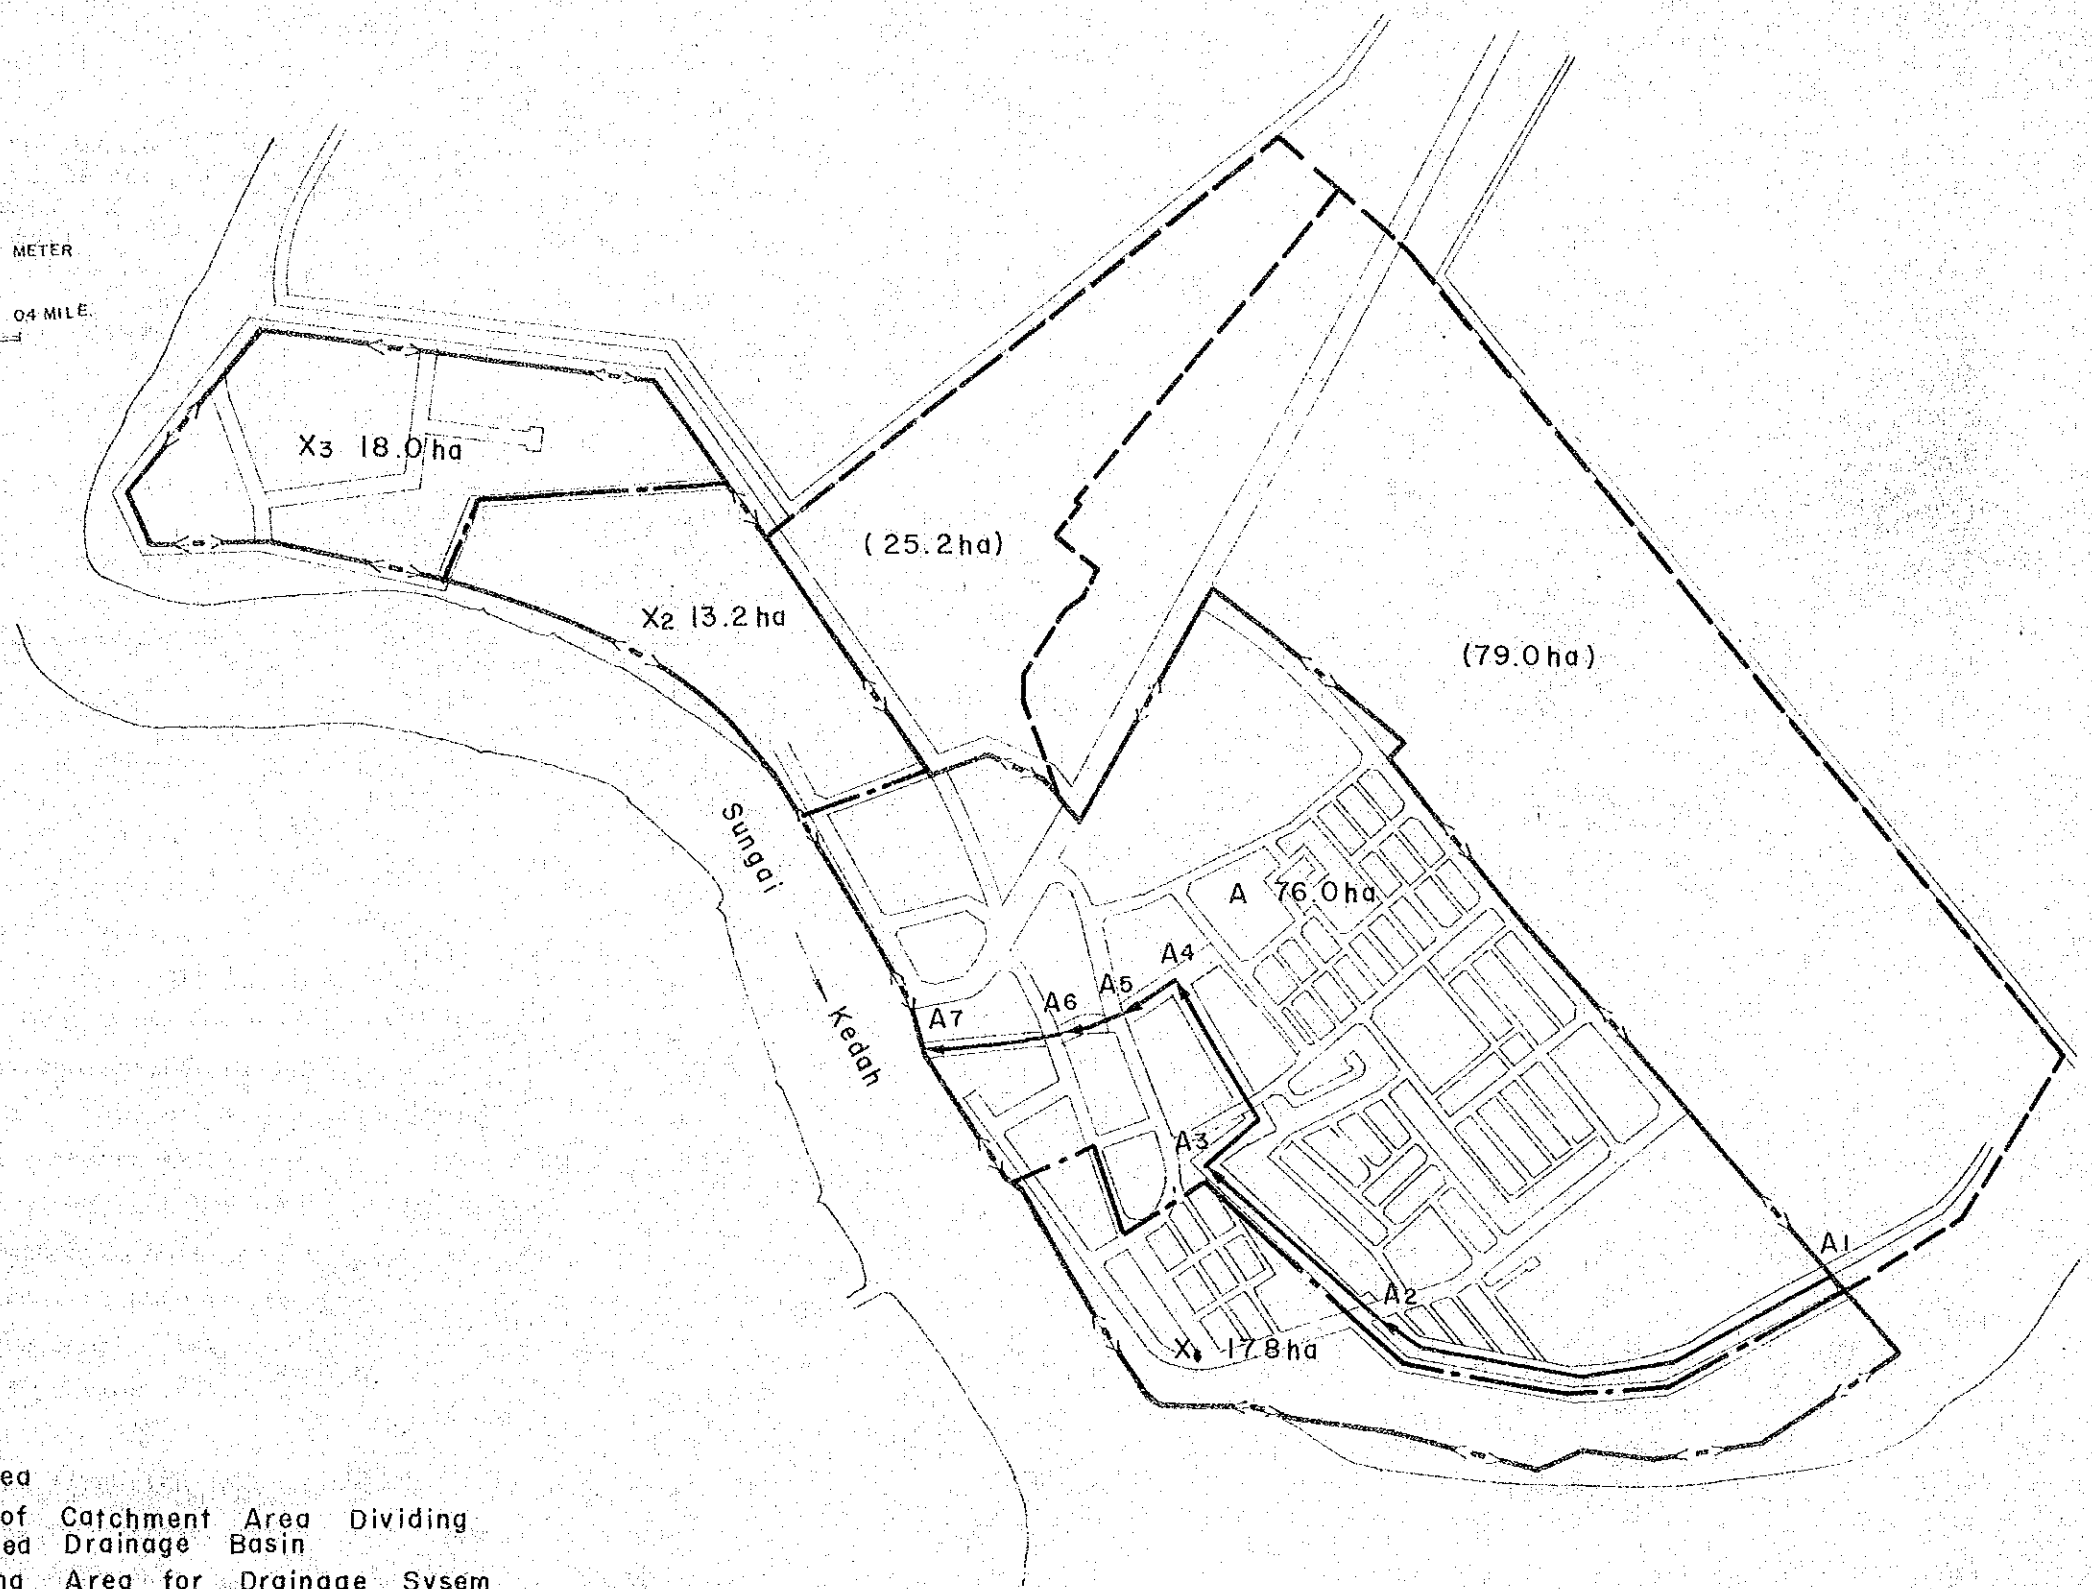 METER
04 MILE.
X3 18.0 ha
(25.2ha)
X2 13.2 ha
(79.0 ha)
Sungai
Kedah
A 76.0 ha
A4
A5
A6
A7
A3
A1
A2
X1 17.8 ha
ea
of Catchment Area Dividing
ed Drainage Basin
Area for Drainage Sysem